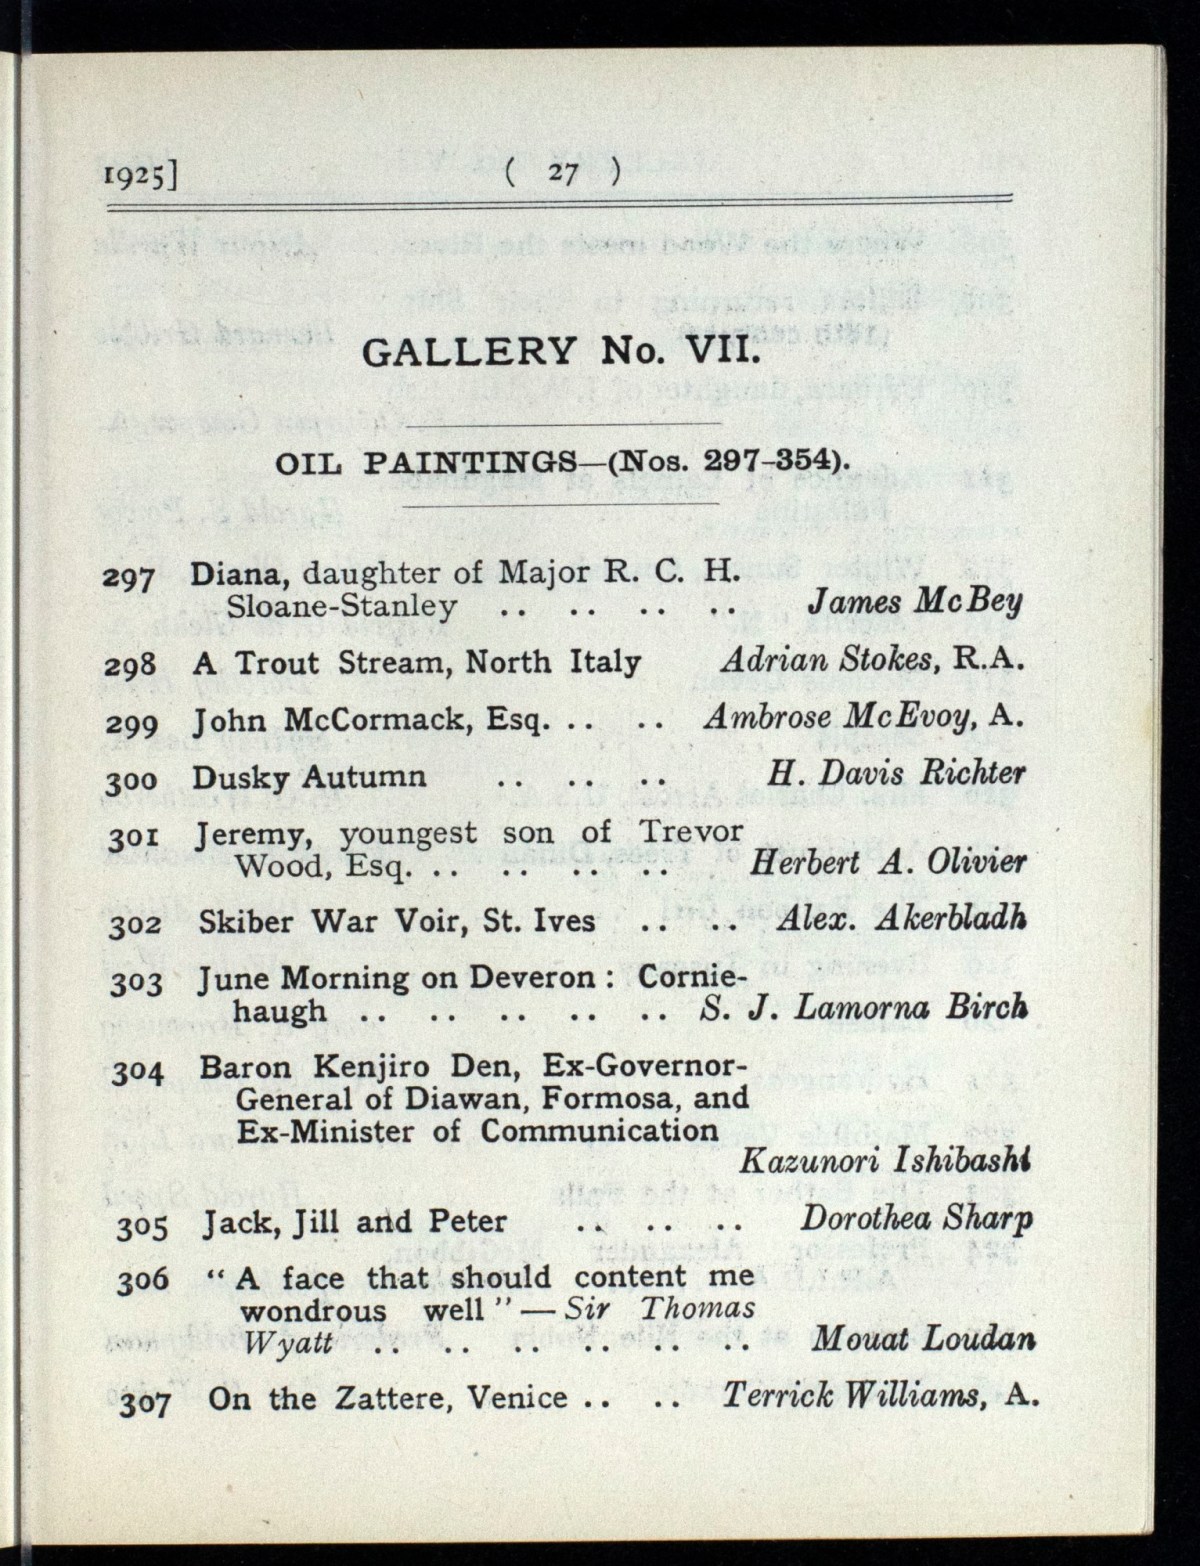 1925]
( 27 )
GALLERY No. VII.
OIL PAINTINGS—(Nos. 297–354).
297 Diana, daughter of Major R. C. H.
Sloane-Stanley .. .. .. .. James McBey
298 A Trout Stream, North Italy Adrian Stokes, R.A.
299 John McCormack, Esq. .. .. Ambrose McEvoy, A.
300 Dusky Autumn .. .. .. H. Davis Richter
301 Jeremy, youngest son of Trevor
Wood, Esq. .. .. .. .. Herbert A. Olivier
302 Skiber War Voir, St. Ives .. .. Alex. Akerbladh
303 June Morning on Deveron : Cornie-
haugh .. .. .. .. .. S. J. Lamorna Birch
304 Baron Kenjiro Den, Ex-Governor-
General of Diawan, Formosa, and
Ex-Minister of Communication
Kazunori Ishibashi
305 Jack, Jill and Peter .. .. .. Dorothea Sharp
306 “ A face that should content me
wondrous well ” — Sir Thomas
Wyatt .. .. .. .. .. .. Mouat Loudan
307 On the Zattere, Venice .. .. Terrick Williams, A.